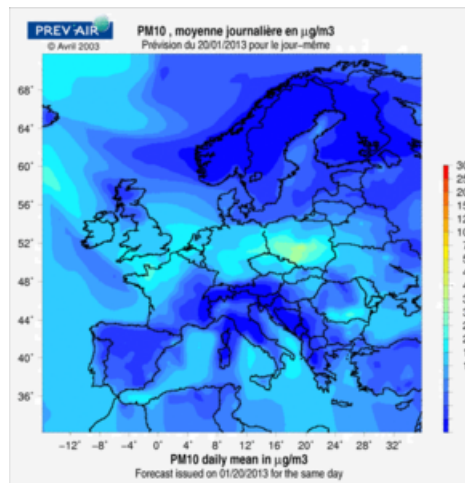 PREV'AIR
© Avril 2003
PM10 , moyenne journalière en µg/m3
Prévision du 20/01/2013 pour le jour-même
68°
64°
60°
56°
52°
48°
44°
40°
36°
-12° -8° -4° 0° 4° 8° 12° 16° 20° 24° 28° 32°
PM10 daily mean in µg/m3
Forecast issued on 01/20/2013 for the same day